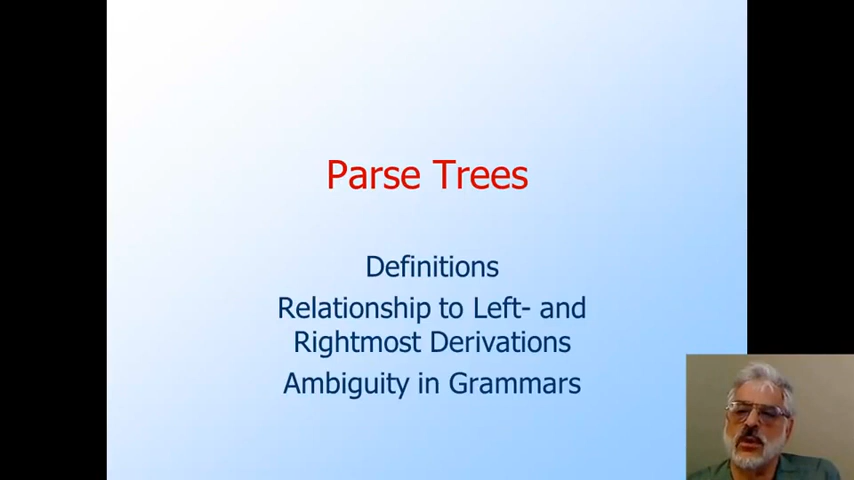 Parse Trees
Definitions
Relationship to Left- and
Rightmost Derivations
Ambiguity in Grammars